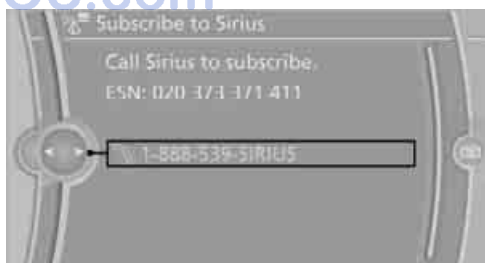 Subscribe to Sirius
Call Sirius to subscribe.
ESN: 020 373 371 411
1-888-539-SIRIUS